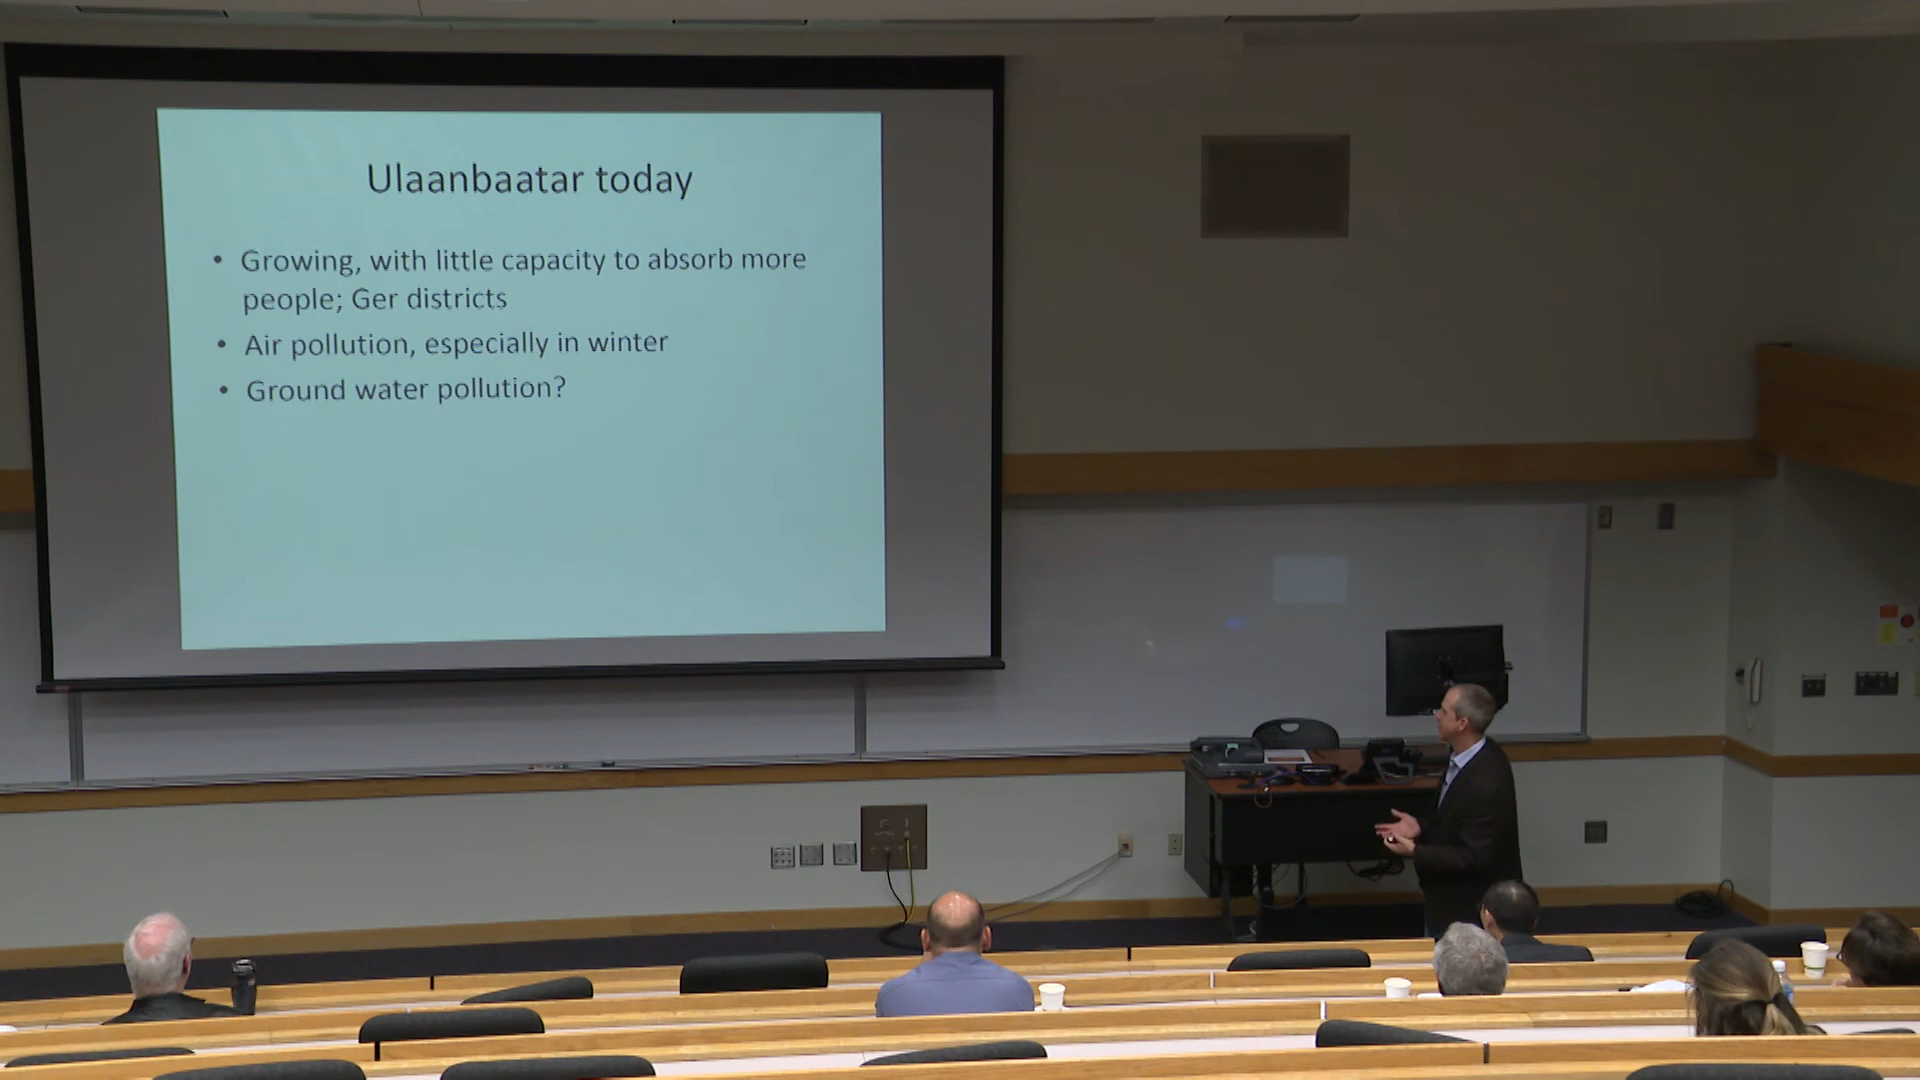 Ulaanbaatar today
• Growing, with little capacity to absorb more
people; Ger districts
• Air pollution, especially in winter
• Ground water pollution?